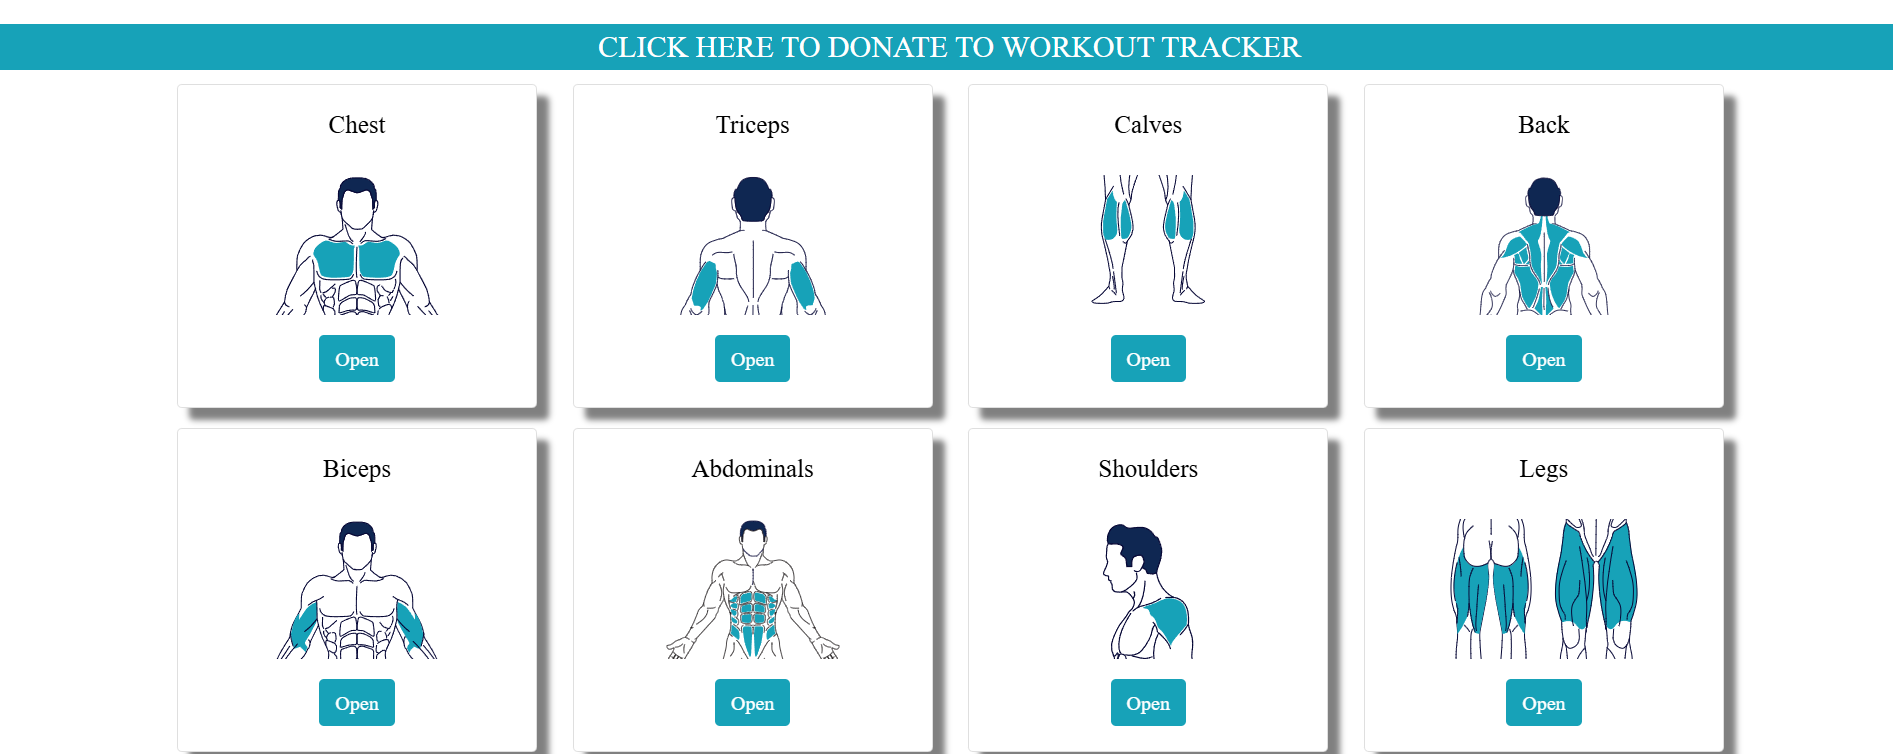 CLICK HERE TO DONATE TO WORKOUT TRACKER
Chest
Triceps
Calves
Back
Open
Open
Open
Open
Biceps
Abdominals
Shoulders
Legs
Open
Open
Open
Open